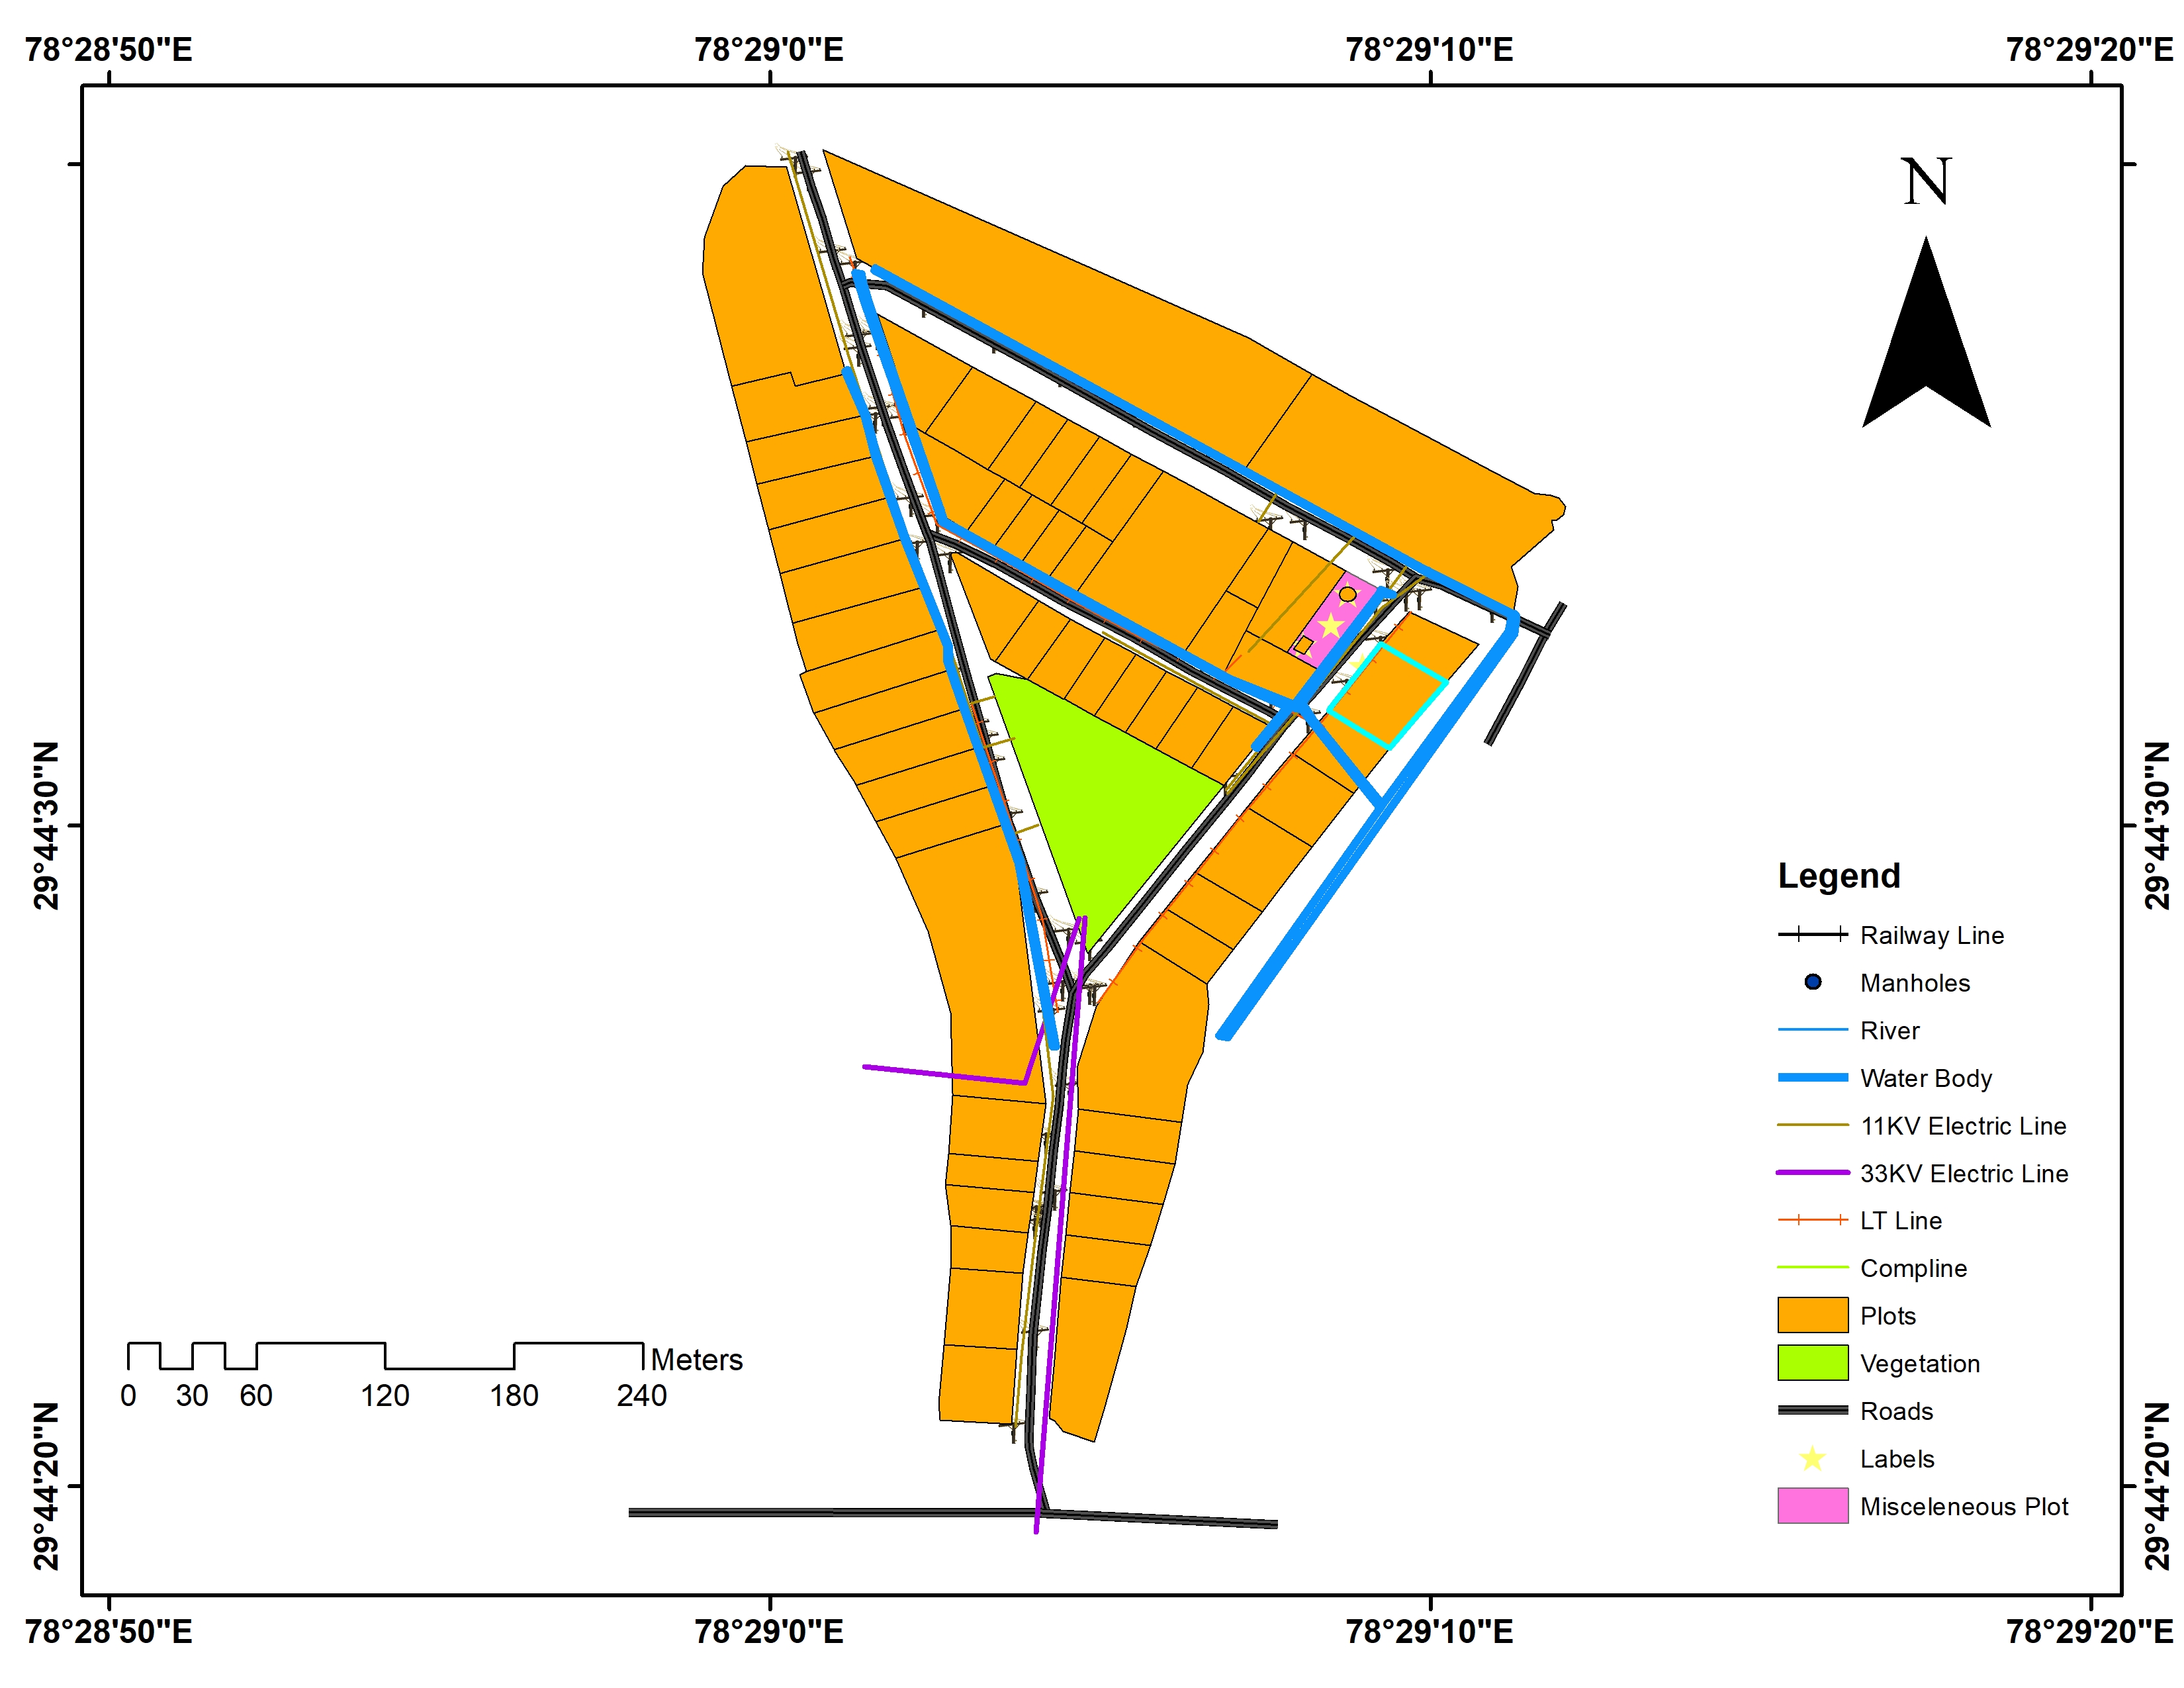 78°28'50"E 78°29'0"E 78°29'10"E 78°29'20"E
N
29°44'30"N 29°44'30"N
Legend
Railway Line
Manholes
River
Water Body
11KV Electric Line
33KV Electric Line
LT Line
Compline
Plots
Vegetation
Roads
Labels
Misceleneous Plot
Meters
0 30 60 120 180 240
29°44'20"N 29°44'20"N
78°28'50"E 78°29'0"E 78°29'10"E 78°29'20"E